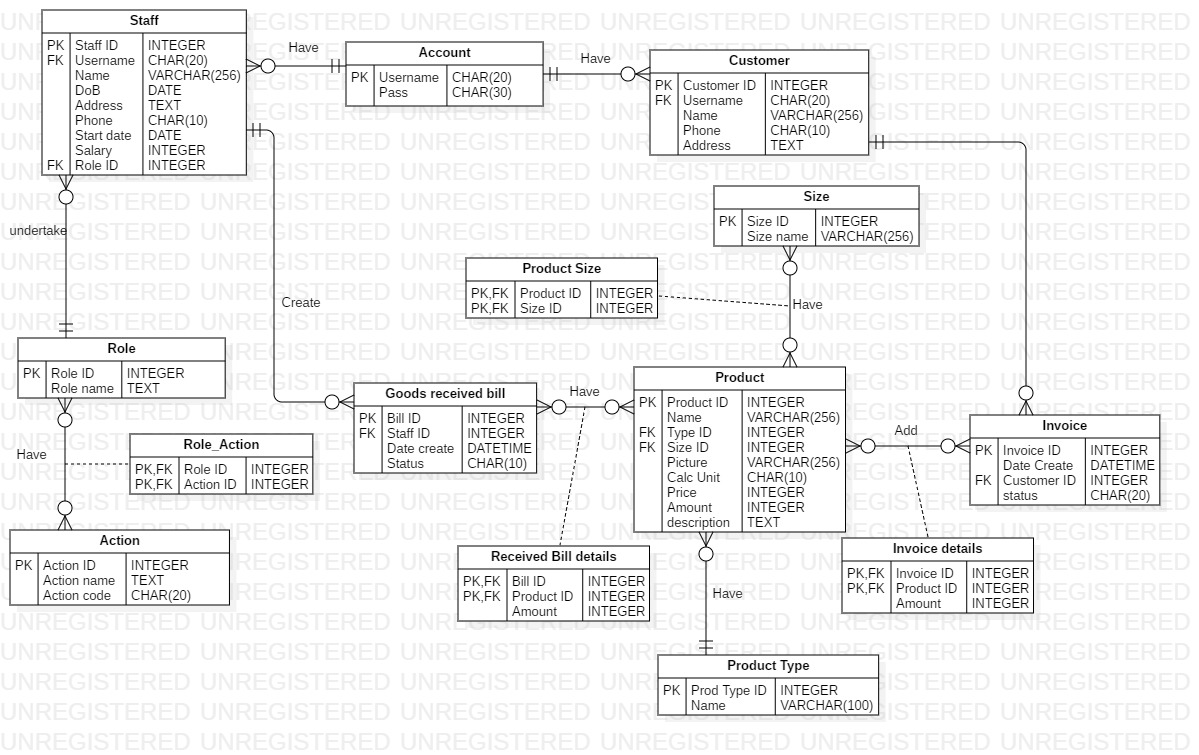 Staff
PK Staff ID INTEGER
FK Username CHAR(20)
Name VARCHAR(256)
DoB DATE
Address TEXT
Phone CHAR(10)
Start date DATE
Salary INTEGER
FK Role ID INTEGER
Have
Account
PK Username CHAR(20)
Pass CHAR(30)
Have
Customer
PK Customer ID INTEGER
FK Username CHAR(20)
Name VARCHAR(256)
Phone CHAR(10)
Address TEXT
undertake
Size
PK Size ID INTEGER
Size name VARCHAR(256)
Product Size
PK,FK Product ID INTEGER
PK,FK Size ID INTEGER
Have
Create
Role
PK Role ID INTEGER
Role name TEXT
Have
Role_Action
PK,FK Role ID INTEGER
PK,FK Action ID INTEGER
Action
PK Action ID INTEGER
Action name TEXT
Action code CHAR(20)
Goods received bill
PK Bill ID INTEGER
FK Staff ID INTEGER
Date create DATETIME
Status CHAR(10)
Have
Product
PK Product ID INTEGER
Name VARCHAR(256)
FK Type ID INTEGER
FK Size ID INTEGER
Picture VARCHAR(256)
Calc Unit CHAR(10)
Price INTEGER
Amount INTEGER
description TEXT
Add
Invoice
PK Invoice ID INTEGER
Date Create DATETIME
FK Customer ID INTEGER
status CHAR(20)
Received Bill details
PK,FK Bill ID INTEGER
PK,FK Product ID INTEGER
Amount INTEGER
Invoice details
PK,FK Invoice ID INTEGER
PK,FK Product ID INTEGER
Amount INTEGER
Have
Product Type
PK Prod Type ID INTEGER
Name VARCHAR(100)
UNREGISTERED